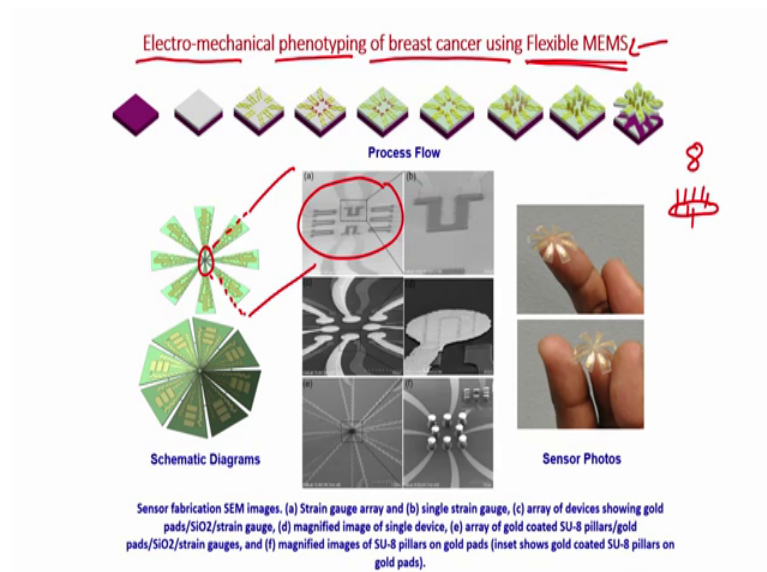 Electro-mechanical phenotyping of breast cancer using Flexible MEMS
8
Process Flow
(a)
(b)
(d)
(e)
(f)
Schematic Diagrams
Sensor Photos
Sensor fabrication SEM images. (a) Strain gauge array and (b) single strain gauge, (c) array of devices showing gold
pads/SiO2/strain gauge, (d) magnified image of single device, (e) array of gold coated SU-8 pillars/gold
pads/SiO2/strain gauges, and (f) magnified images of SU-8 pillars on gold pads (inset shows gold coated SU-8 pillars on
gold pads).